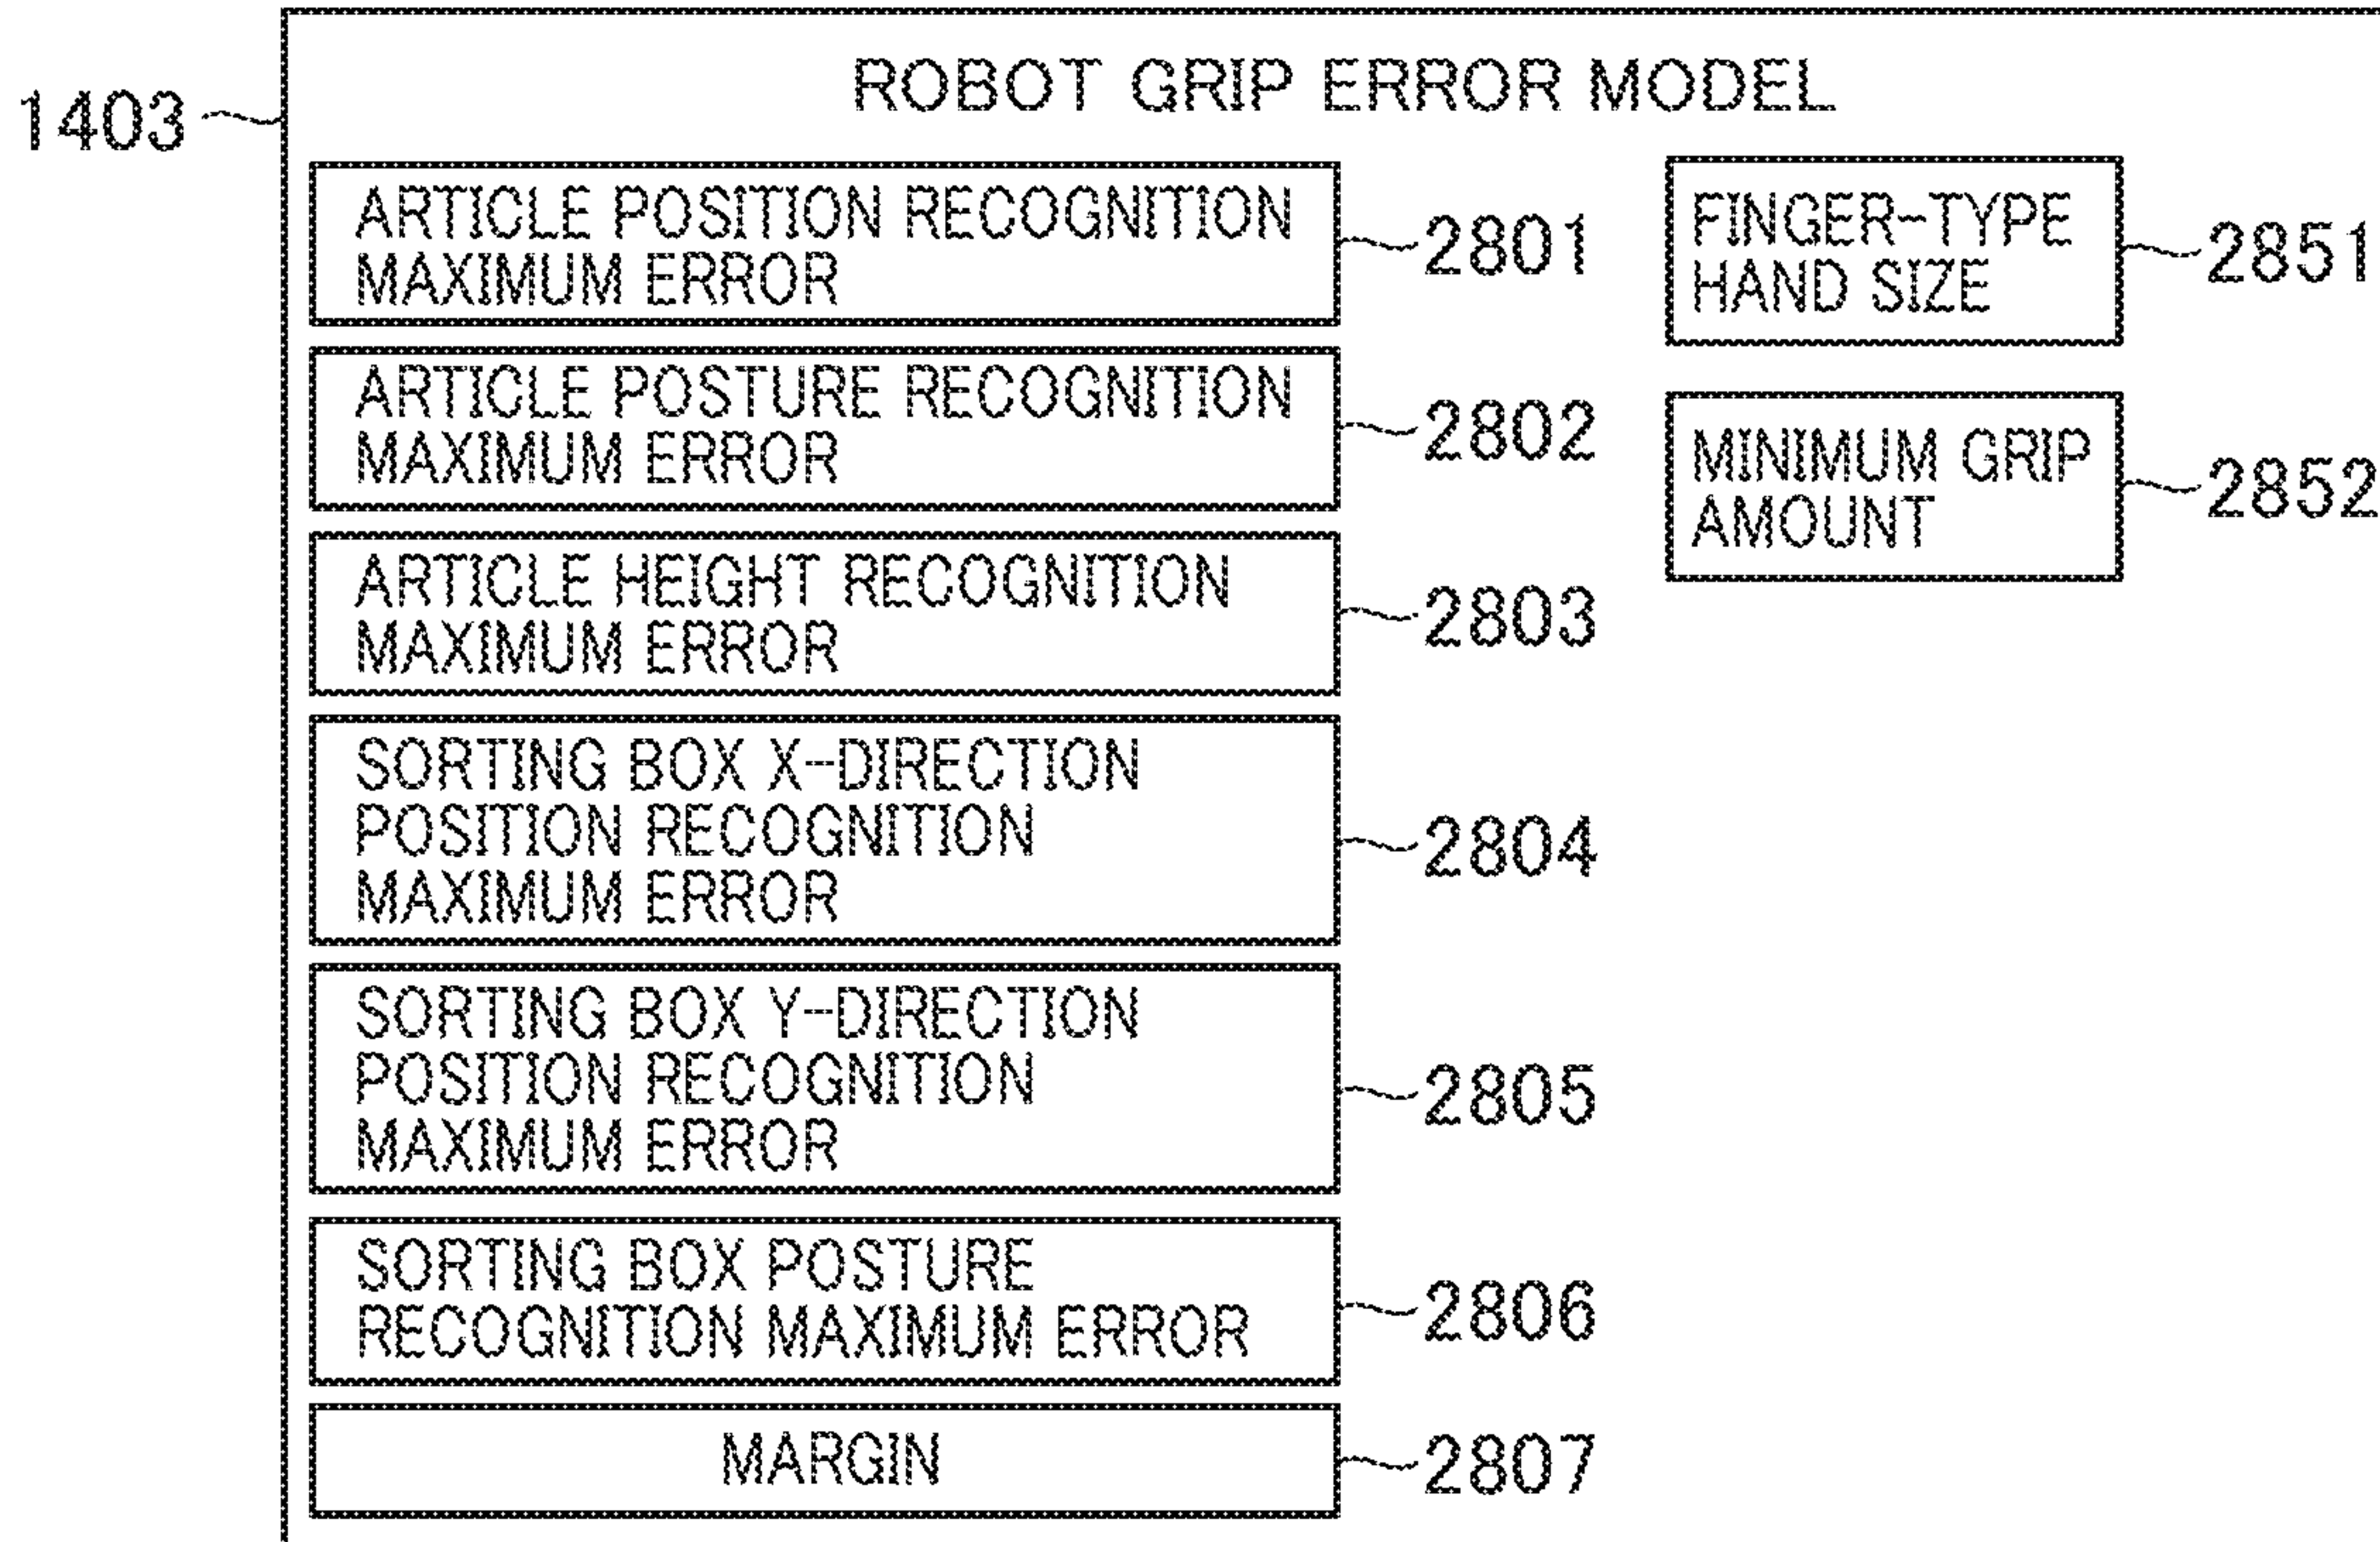 ROBOT GRIP ERROR MODEL
1403
ARTICLE POSITION RECOGNITION
MAXIMUM ERROR
2801
ARTICLE POSTURE RECOGNITION
MAXIMUM ERROR
2802
ARTICLE HEIGHT RECOGNITION
MAXIMUM ERROR
2803
SORTING BOX X-DIRECTION
POSITION RECOGNITION
MAXIMUM ERROR
2804
SORTING BOX Y-DIRECTION
POSITION RECOGNITION
MAXIMUM ERROR
2805
SORTING BOX POSTURE
RECOGNITION MAXIMUM ERROR
2806
MARGIN
2807
FINGER-TYPE
HAND SIZE
2851
MINIMUM GRIP
AMOUNT
2852